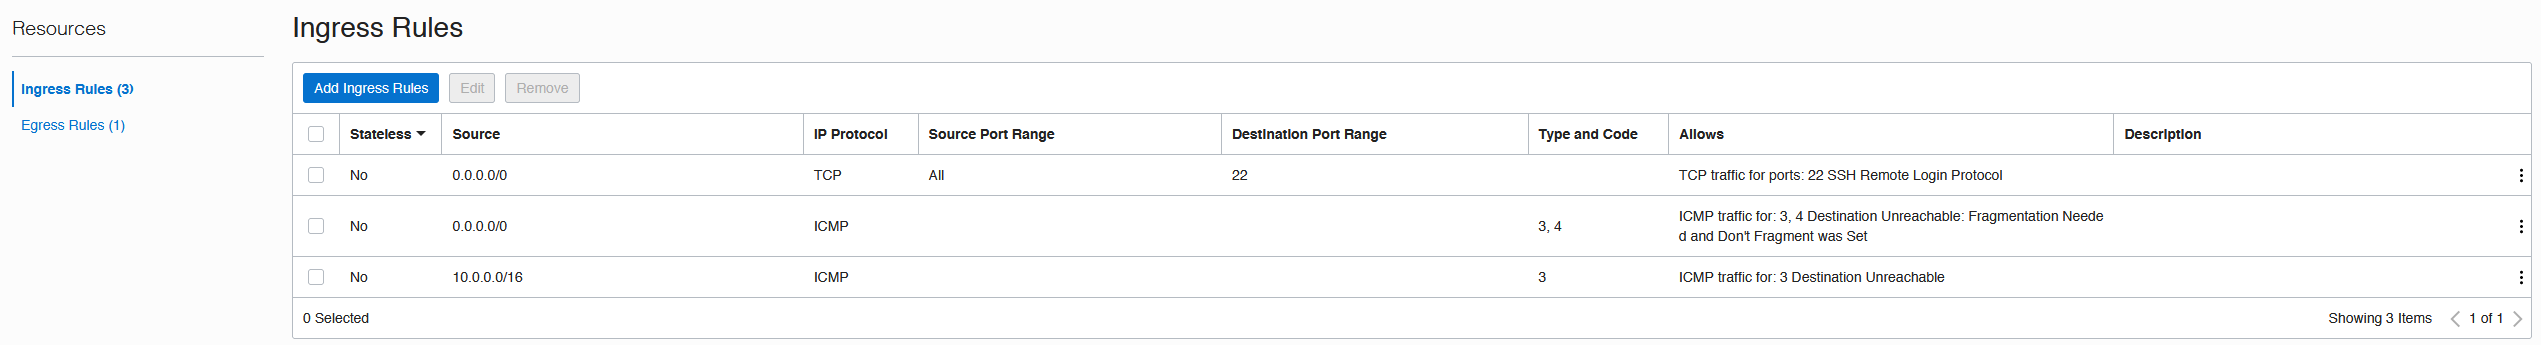 Resources
Ingress Rules (3)
Egress Rules (1)
Ingress Rules
Add Ingress Rules Edit Remove
Stateless Source IP Protocol Source Port Range Destination Port Range Type and Code Allows Description
No 0.0.0.0/0 TCP All 22 TCP traffic for ports: 22 SSH Remote Login Protocol
No 0.0.0.0/0 ICMP 3, 4 ICMP traffic for: 3, 4 Destination Unreachable: Fragmentation Neede
d and Don't Fragment was Set
No 10.0.0.0/16 ICMP 3 ICMP traffic for: 3 Destination Unreachable
0 Selected Showing 3 Items 1 of 1